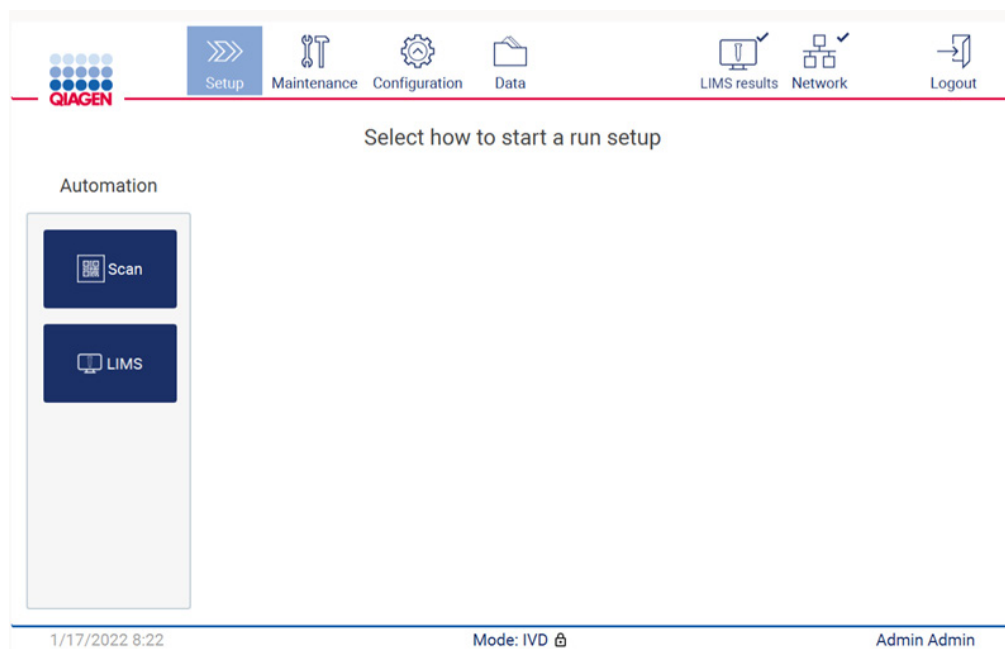 QIAGEN
Setup
Maintenance
Configuration
Data
LIMS results
Network
Logout
Select how to start a run setup
Automation
Scan
LIMS
1/17/2022 8:22
Mode: IVD
Admin Admin